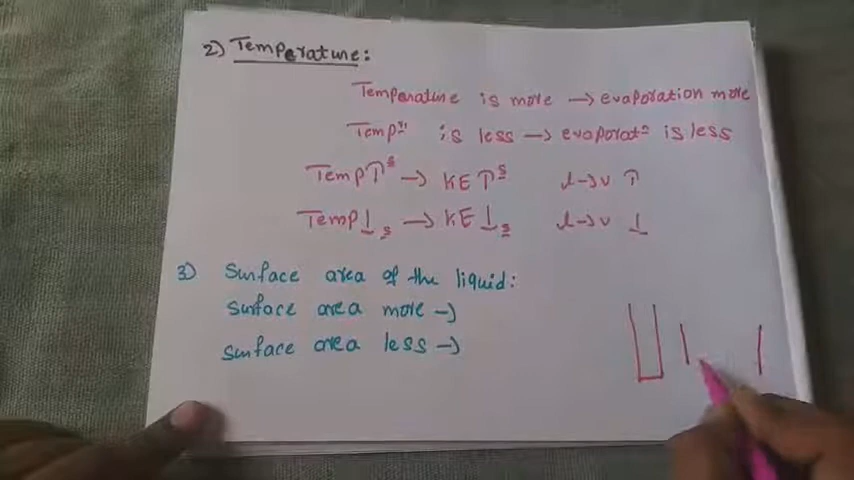 2) Temperature:
Temperature is more → evaporation more
Tempʳ is less → evaporatⁿ is less
Temp↑s → KE↑s l→v ↑
Temp↓s → KE↓s l→v ↓
3) Surface area of the liquid:
surface area more →
surface area less →